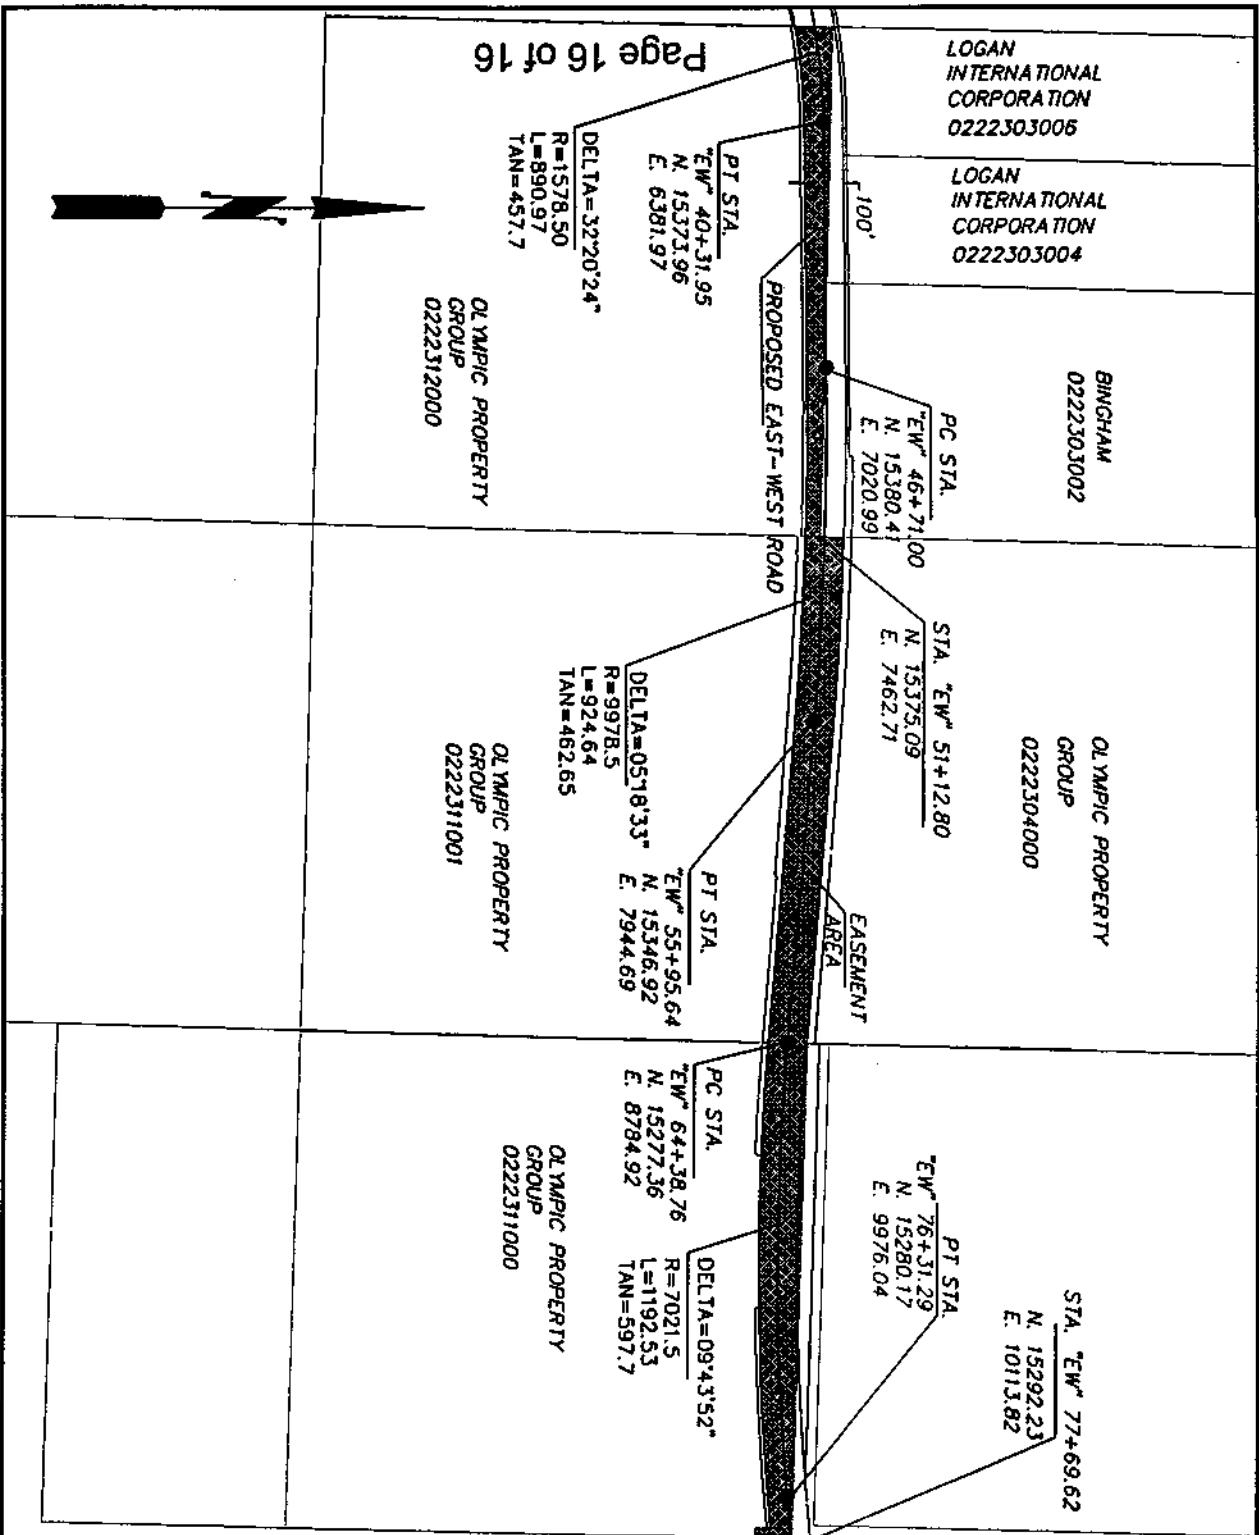 Page 16 of 16
LOGAN
INTERNATIONAL
CORPORATION
0222303006
LOGAN
INTERNATIONAL
CORPORATION
0222303004
100'
BINGHAM
0222303002
PT STA.
"EW" 40+31.95
N. 15373.96
E. 6381.97
DELTA=32°20'24"
R=1578.50
L=890.97
TAN=457.7
PROPOSED EAST-WEST ROAD
PC STA.
"EW" 46+71.00
N. 15380.41
E. 7020.99
OLYMPIC PROPERTY
GROUP
0222312000
STA. "EW" 51+12.80
N. 15375.09
E. 7462.71
OLYMPIC PROPERTY
GROUP
0222304000
DELTA=05°18'33"
R=9978.5
L=924.64
TAN=462.65
OLYMPIC PROPERTY
GROUP
0222311001
PT STA.
"EW" 55+95.64
N. 15346.92
E. 7944.69
EASEMENT
AREA
PC STA.
"EW" 64+38.76
N. 15277.36
E. 8784.92
OLYMPIC PROPERTY
GROUP
0222311000
DELTA=09°43'52"
R=7021.5
L=1192.53
TAN=597.7
PT STA.
"EW" 76+31.29
N. 15280.17
E. 9976.04
STA. "EW" 77+69.62
N. 15292.23
E. 10113.82